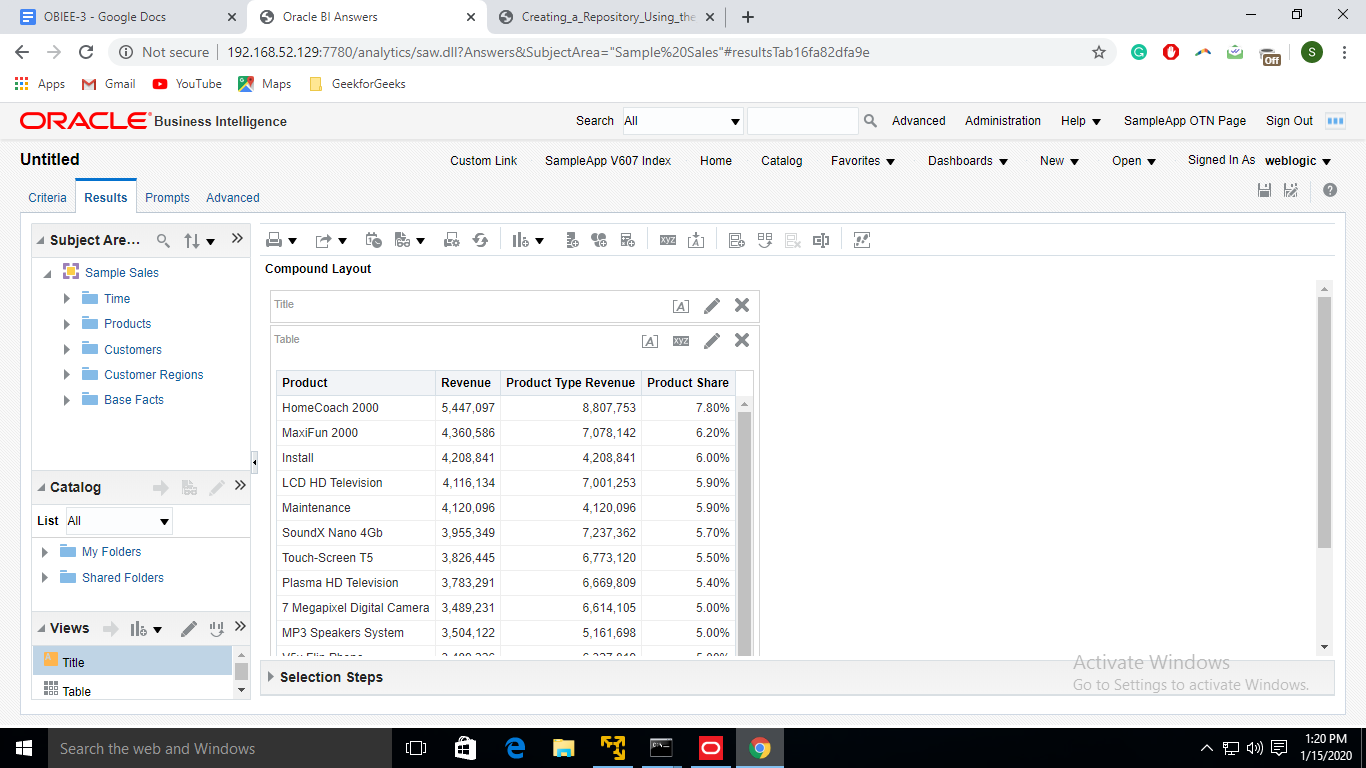 OBIEE-3 - Google Docs
Oracle BI Answers
Creating_a_Repository_Using_the
Not secure
192.168.52.129:7780/analytics/saw.dll?Answers&SubjectArea="Sample%20Sales"#resultsTab16fa82dfa9e
Off
S
Apps Gmail YouTube Maps GeekforGeeks
ORACLE Business Intelligence
Search All Advanced Administration Help SampleApp OTN Page Sign Out
Untitled
Custom Link SampleApp V607 Index Home Catalog Favorites Dashboards New Open Signed In As weblogic
Criteria Results Prompts Advanced
Subject Are...
Sample Sales
Time
Products
Customers
Customer Regions
Base Facts
Catalog
List All
My Folders
Shared Folders
Views
Title
Table
xyz
Compound Layout
Title
Table
xyz
Product Revenue Product Type Revenue Product Share
HomeCoach 2000 5,447,097 8,807,753 7.80%
MaxiFun 2000 4,360,586 7,078,142 6.20%
Install 4,208,841 4,208,841 6.00%
LCD HD Television 4,116,134 7,001,253 5.90%
Maintenance 4,120,096 4,120,096 5.90%
SoundX Nano 4Gb 3,955,349 7,237,362 5.70%
Touch-Screen T5 3,826,445 6,773,120 5.50%
Plasma HD Television 3,783,291 6,669,809 5.40%
7 Megapixel Digital Camera 3,489,231 6,614,105 5.00%
MP3 Speakers System 3,504,122 5,161,698 5.00%
Selection Steps
Activate Windows
Go to Settings to activate Windows.
Search the web and Windows
1:20 PM
1/15/2020